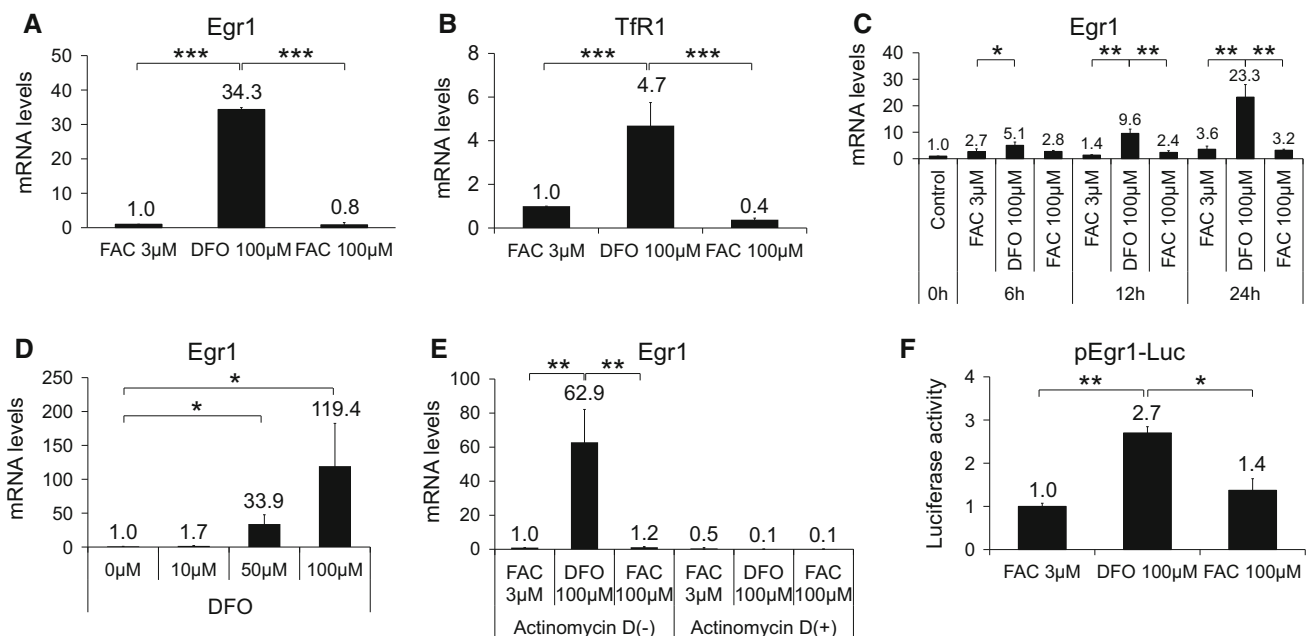 A
Egr1
mRNA levels
50
40
30
20
10
0
*** ***
34.3
1.0
0.8
FAC 3µM DFO 100µM FAC 100µM
B
TfR1
mRNA levels
8
6
4
2
0
*** ***
4.7
1.0
0.4
FAC 3µM DFO 100µM FAC 100µM
C
Egr1
mRNA levels
40
30
20
10
0
* ** ** ** **
1.0 2.7 5.1 2.8 1.4 9.6 2.4 3.6 23.3 3.2
Control
FAC 3µM
DFO 100µM
FAC 100µM
FAC 3µM
DFO 100µM
FAC 100µM
FAC 3µM
DFO 100µM
FAC 100µM
0h 6h 12h 24h
D
Egr1
mRNA levels
250
200
150
100
50
0
*
*
119.4
33.9
1.0 1.7
0µM 10µM 50µM 100µM
DFO
E
Egr1
mRNA levels
100
80
60
40
20
0
** **
62.9
1.0 1.2 0.5 0.1 0.1
FAC DFO FAC FAC DFO FAC
3µM 100µM 100µM 3µM 100µM 100µM
Actinomycin D(-) Actinomycin D(+)
F
pEgr1-Luc
Luciferase activity
4
3
2
1
0
** *
2.7
1.0
1.4
FAC 3µM DFO 100µM FAC 100µM